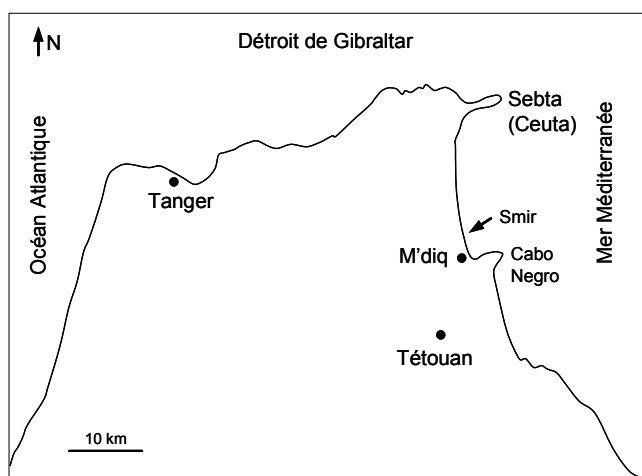 N
Détroit de Gibraltar
Océan Atlantique
Mer Méditerranée
Sebta
(Ceuta)
Tanger
Smir
M'diq
Cabo
Negro
Tétouan
10 km